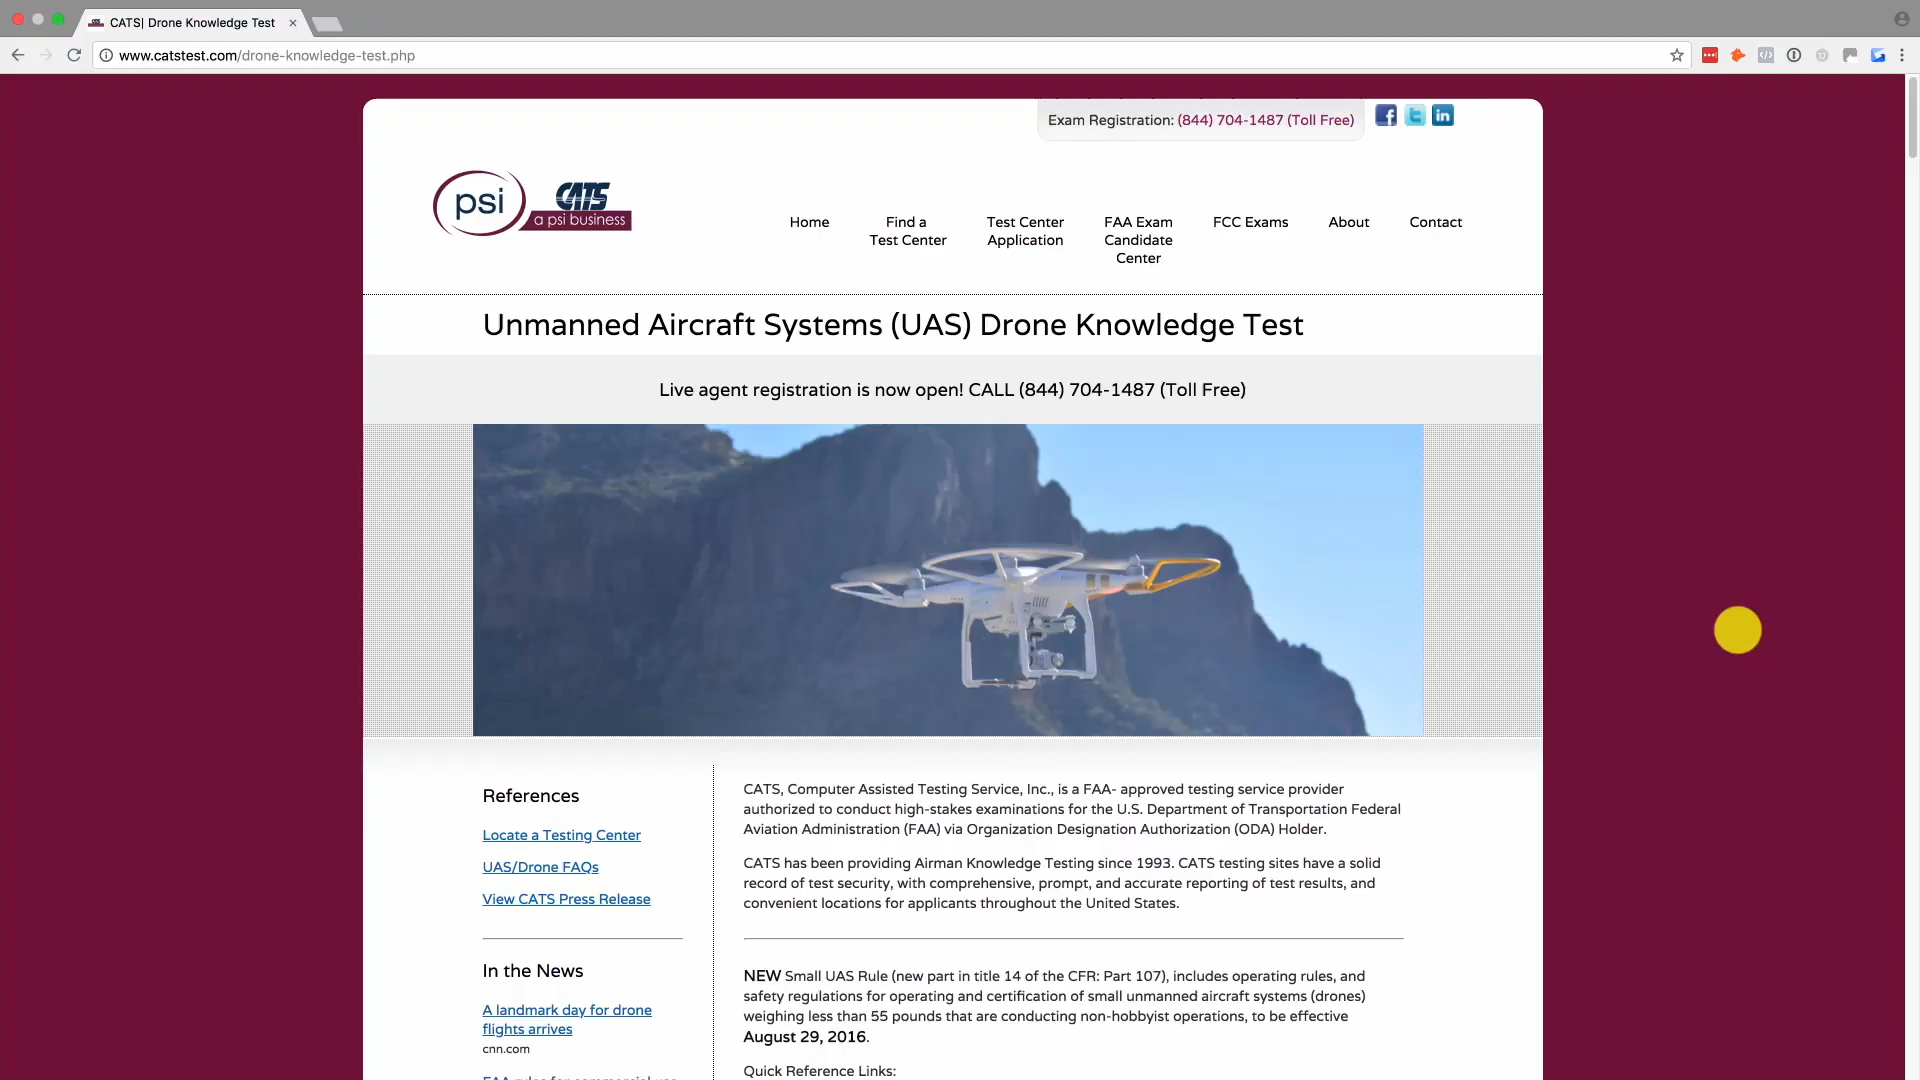 CATS| Drone Knowledge Test
www.catstest.com/drone-knowledge-test.php
Exam Registration: (844) 704-1487 (Toll Free)
psi
CATS
a psi business
Home
Find a
Test Center
Test Center
Application
FAA Exam
Candidate
Center
FCC Exams
About
Contact
Unmanned Aircraft Systems (UAS) Drone Knowledge Test
Live agent registration is now open! CALL (844) 704-1487 (Toll Free)
References
Locate a Testing Center
UAS/Drone FAQs
View CATS Press Release
In the News
A landmark day for drone
flights arrives
cnn.com
CATS, Computer Assisted Testing Service, Inc., is a FAA- approved testing service provider
authorized to conduct high-stakes examinations for the U.S. Department of Transportation Federal
Aviation Administration (FAA) via Organization Designation Authorization (ODA) Holder.
CATS has been providing Airman Knowledge Testing since 1993. CATS testing sites have a solid
record of test security, with comprehensive, prompt, and accurate reporting of test results, and
convenient locations for applicants throughout the United States.
NEW Small UAS Rule (new part in title 14 of the CFR: Part 107), includes operating rules, and
safety regulations for operating and certification of small unmanned aircraft systems (drones)
weighing less than 55 pounds that are conducting non-hobbyist operations, to be effective
August 29, 2016.
Quick Reference Links: